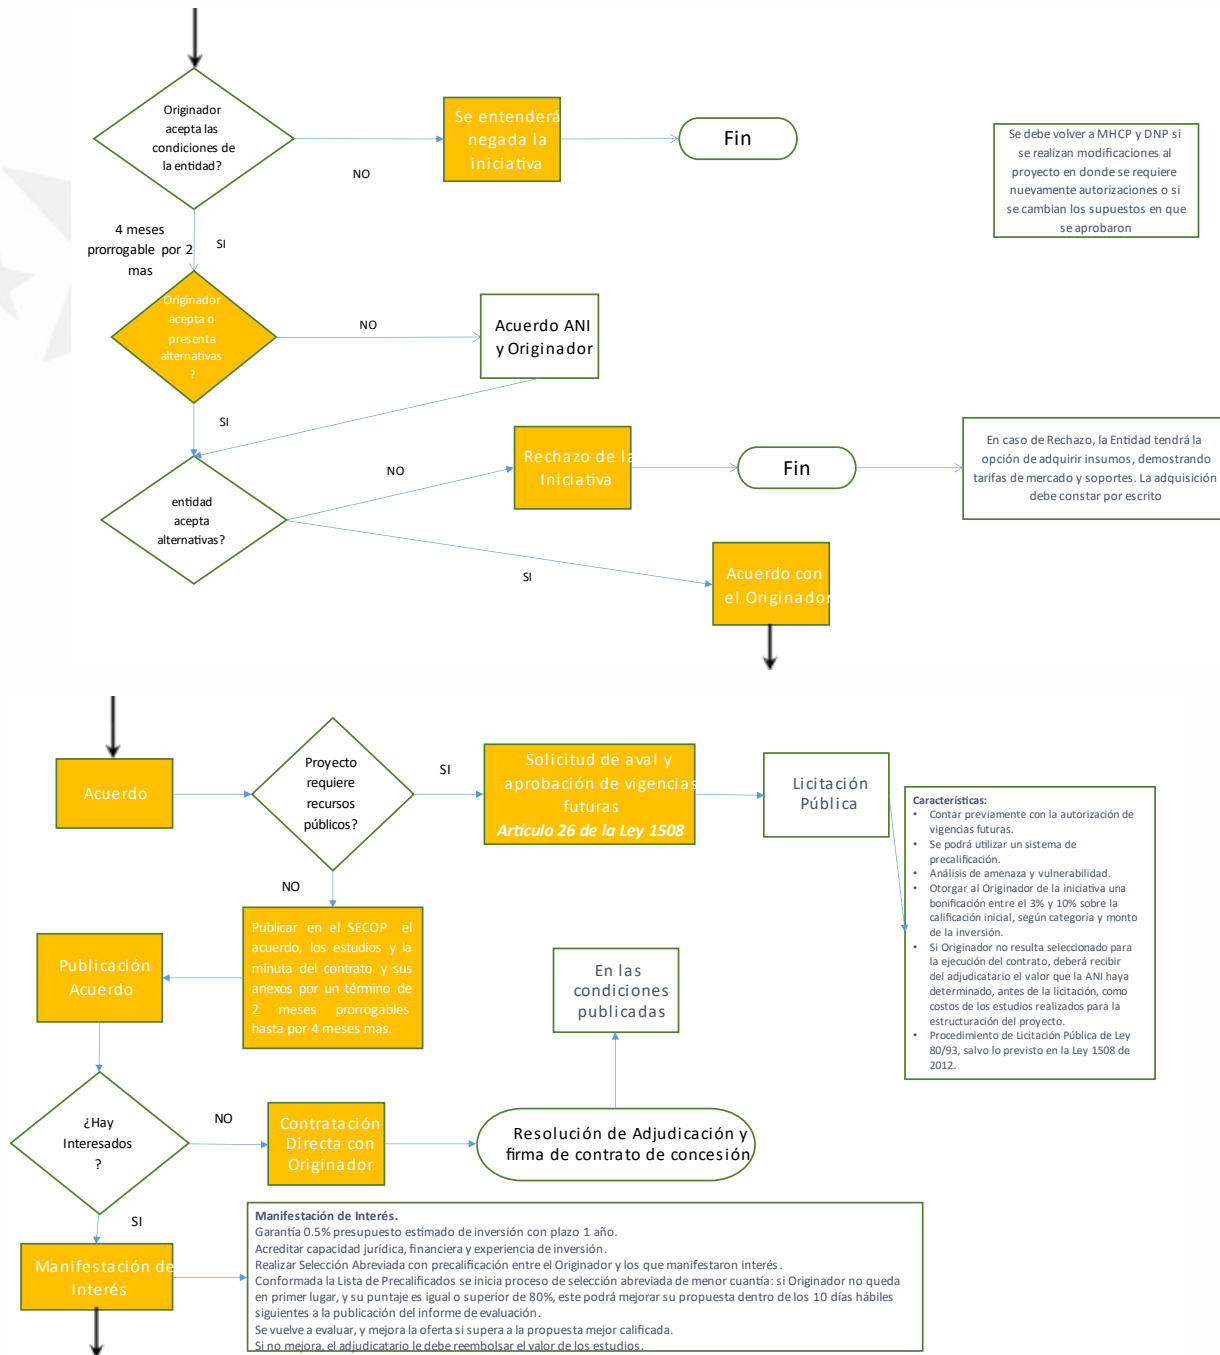 Originador
acepta las
condiciones de
la entidad?
NO
Se entenderá
negada la
iniciativa
Fin
Se debe volver a MHCP y DNP si
se realizan modificaciones al
proyecto en donde se requiere
nuevamente autorizaciones o si
se cambian los supuestos en que
se aprobaron
4 meses
prorrogable por 2
mas
SI
Originador
acepta o
presenta
alternativas
?
NO
Acuerdo ANI
y Originador
SI
entidad
acepta
alternativas?
NO
Rechazo de la
Iniciativa
Fin
En caso de Rechazo, la Entidad tendrá la
opción de adquirir insumos, demostrando
tarifas de mercado y soportes. La adquisición
debe constar por escrito
SI
Acuerdo con
el Originador
Acuerdo
Proyecto
requiere
recursos
públicos?
SI
Solicitud de aval y
aprobación de vigencias
futuras
Artículo 26 de la Ley 1508
Licitación
Pública
Características:
• Contar previamente con la autorización de
vigencias futuras.
• Se podrá utilizar un sistema de
precalificación.
• Análisis de amenaza y vulnerabilidad.
• Otorgar al Originador de la iniciativa una
bonificación entre el 3% y 10% sobre la
calificación inicial, según categoría y monto
de la inversión.
• Si Originador no resulta seleccionado para
la ejecución del contrato, deberá recibir
del adjudicatario el valor que la ANI haya
determinado, antes de la licitación, como
costos de los estudios realizados para la
estructuración del proyecto.
• Procedimiento de Licitación Pública de Ley
80/93, salvo lo previsto en la Ley 1508 de
2012.
NO
Publicar en el SECOP el
acuerdo, los estudios y la
minuta del contrato y sus
anexos por un término de
2 meses prorrogables
hasta por 4 meses más.
Publicación
Acuerdo
En las
condiciones
publicadas
¿Hay
Interesados
?
NO
Contratación
Directa con
Originador
Resolución de Adjudicación y
firma de contrato de concesión
SI
Manifestación de
Interés
Manifestación de Interés.
Garantía 0.5% presupuesto estimado de inversión con plazo 1 año.
Acreditar capacidad jurídica, financiera y experiencia de inversión.
Realizar Selección Abreviada con precalificación entre el Originador y los que manifestaron interés.
Conformada la Lista de Precalificados se inicia proceso de selección abreviada de menor cuantía: si Originador no queda
en primer lugar, y su puntaje es igual o superior de 80%, este podrá mejorar su propuesta dentro de los 10 días hábiles
siguientes a la publicación del informe de evaluación.
Se vuelve a evaluar, y mejora la oferta si supera a la propuesta mejor calificada.
Si no mejora, el adjudicatario le debe reembolsar el valor de los estudios.